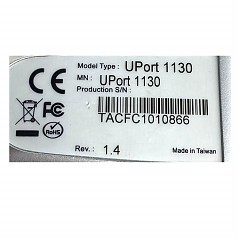 Model Type : UPort 1130
MN : UPort 1130
Production S/N :
TACFC1010866
CE
FC
RoHS
Rev. : 1.4
Made in Taiwan